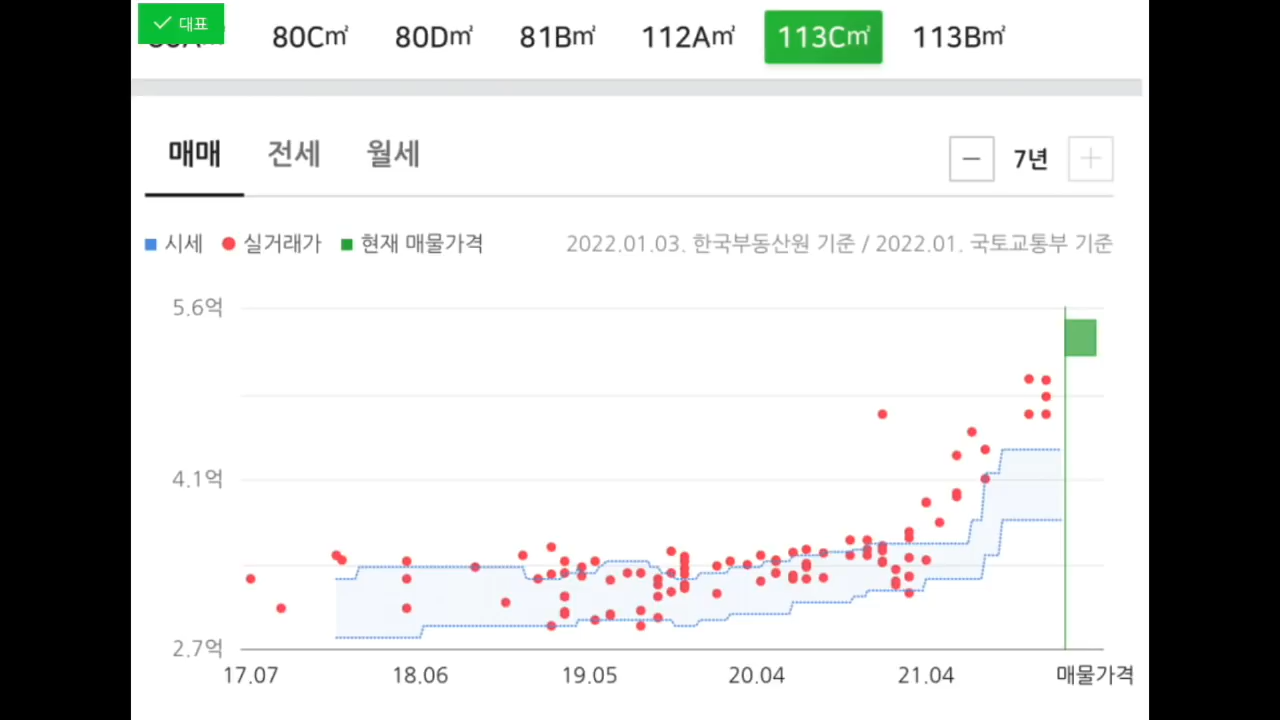 대표
80C㎡ 80D㎡ 81B㎡ 112A㎡ 113C㎡ 113B㎡
매매 전세 월세
7년
시세 실거래가 현재 매물가격 2022.01.03. 한국부동산원 기준 / 2022.01. 국토교통부 기준
5.6억
4.1억
2.7억
17.07 18.06 19.05 20.04 21.04 매물가격